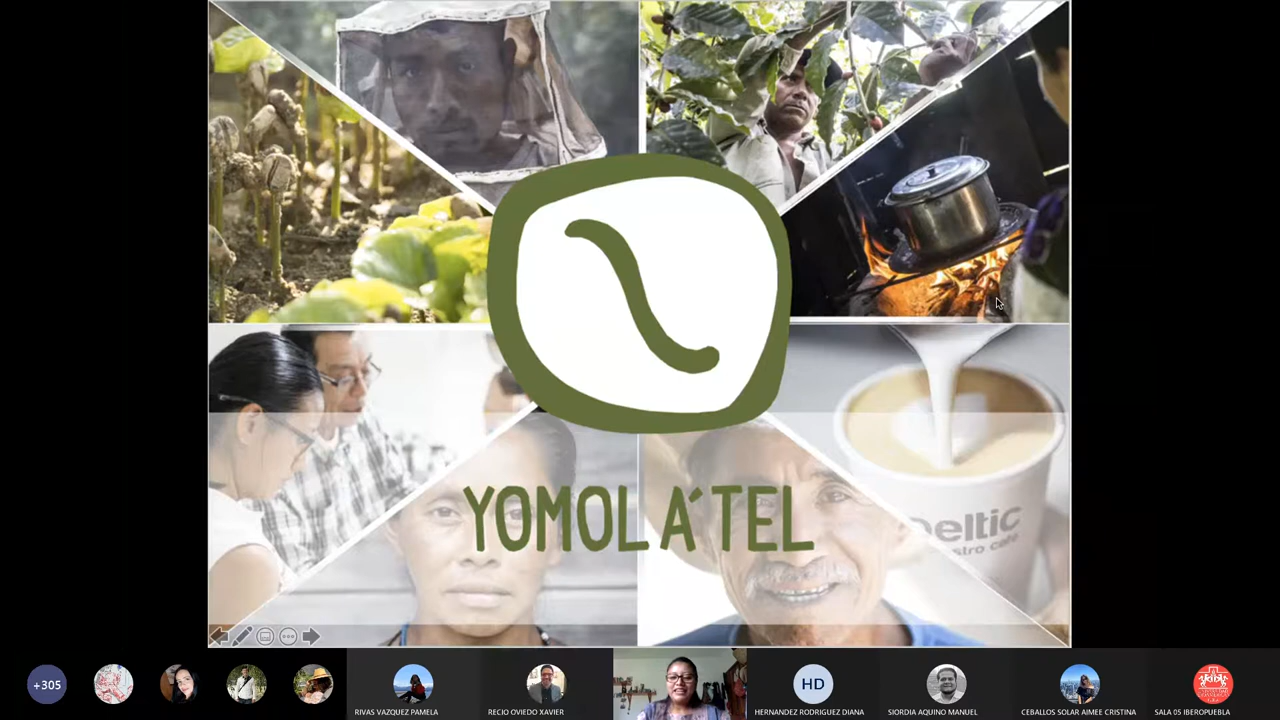 YOMOL A´TEL
Deltic
stro café
+305
RIVAS VAZQUEZ PAMELA
RECIO OVIEDO XAVIER
HD
HERNANDEZ RODRIGUEZ DIANA
SIORDIA AQUINO MANUEL
CEBALLOS SOLAR AIMEE CRISTINA
SALA 05 IBEROPUEBLA